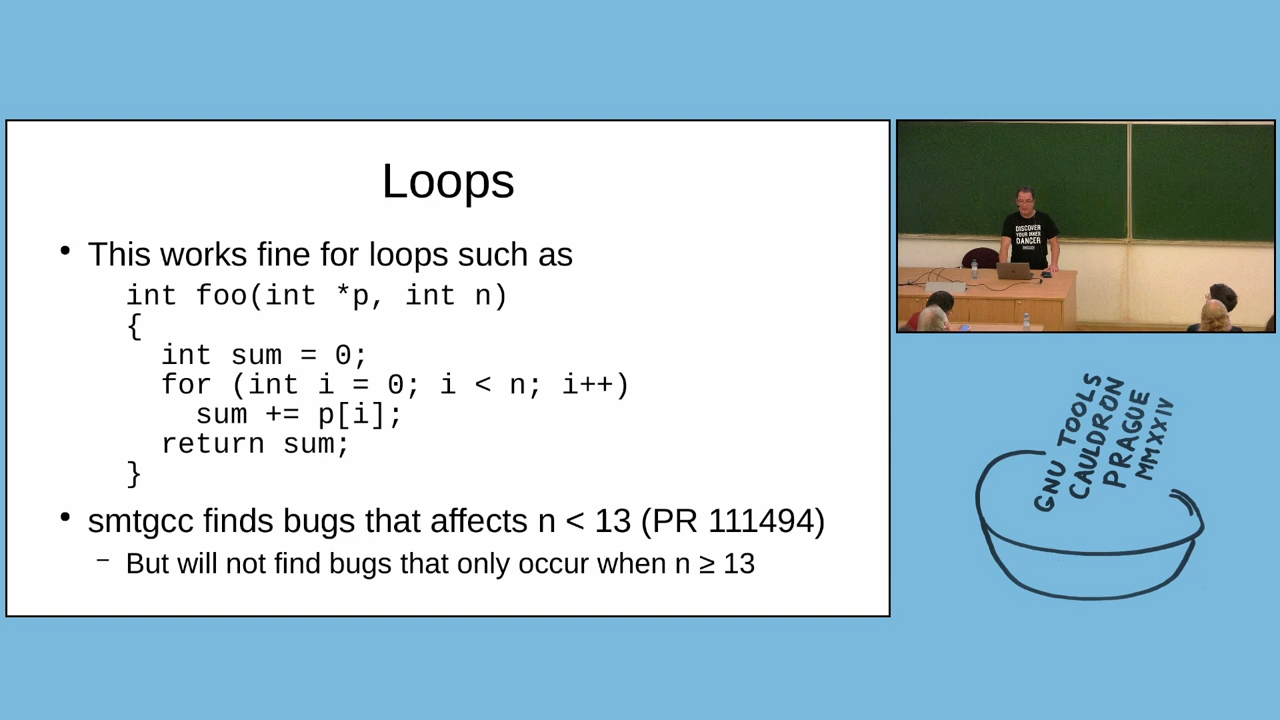 Loops
• This works fine for loops such as
int foo(int *p, int n)
{
int sum = 0;
for (int i = 0; i < n; i++)
sum += p[i];
return sum;
}
• smtgcc finds bugs that affects n < 13 (PR 111494)
– But will not find bugs that only occur when n ≥ 13
DISCOVER
YOUR INNER
DANCER
GNU TOOLS
CAULDRON
PRAGUE
MMXXIV